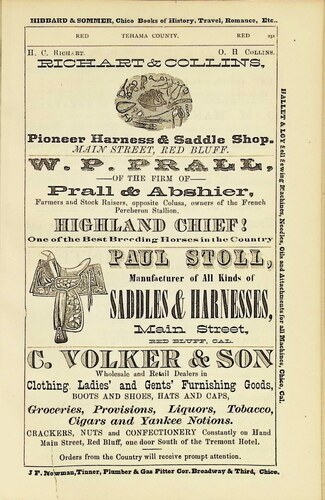 HIBBARD & SOMMER, Chico Books of History, Travel, Romance, Etc..
RED TEHAMA COUNTY. RED 291
H. C. RICHART. O. H COLLINS.
RICHART & COLLINS,
Pioneer Harness & Saddle Shop.
MAIN STREET, RED BLUFF.
W. P. PRALL,
—OF THE FIRM OF—
Prall & Abshier,
Farmers and Stock Raisers, opposite Colusa, owners of the French
Percheron Stallion,
HIGHLAND CHIEF!
One of the Best Breeding Horses in the Country
PAUL STOLL,
Manufacturer of All Kinds of
SADDLES & HARNESSES,
Main Street,
RED BLUFF, CAL.
C. VOLKER & SON
Wholesale and Retail Dealers in
Clothing, Ladies' and Gents' Furnishing Goods,
BOOTS AND SHOES, HATS AND CAPS,
Groceries, Provisions, Liquors, Tobacco,
Cigars and Yankee Notions.
CRACKERS, NUTS and CONFECTIONERY Constantly on Hand
Main Street, Red Bluff, one door South of the Tremont Hotel.
Orders from the Country will receive prompt attention.
J F. Newman, Tinner, Plumber & Gas Fitter Cor. Broadway & Third, Chico.
HALLET & LOY Sell Sewing Machines, Needles, Oils and Attachments for all Machines, Chico, Cal.